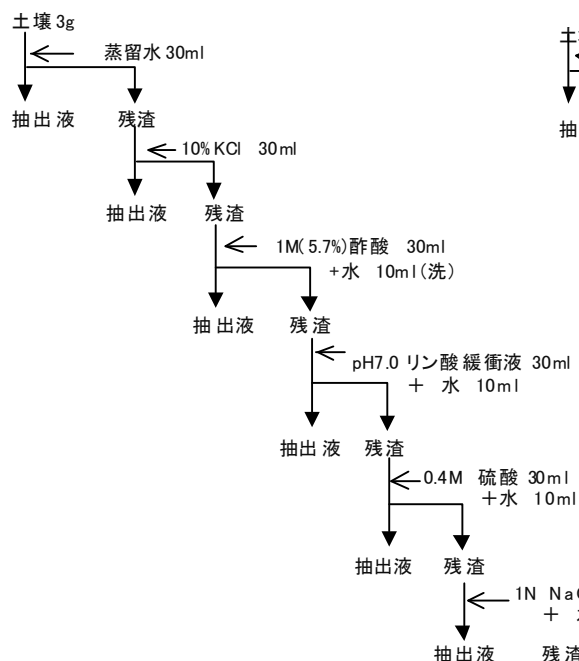 土壌 3g
蒸留水 30ml
抽出液 残渣
10%KCl 30ml
抽出液 残渣
1M(5.7%)酢酸 30ml
+水 10ml(洗)
抽出液 残渣
pH7.0 リン酸緩衝液 30ml
＋ 水 10ml
抽出液 残渣
0.4M 硫酸 30ml
＋水 10ml
抽出液 残渣
1N
＋
抽出液 残渣
抽